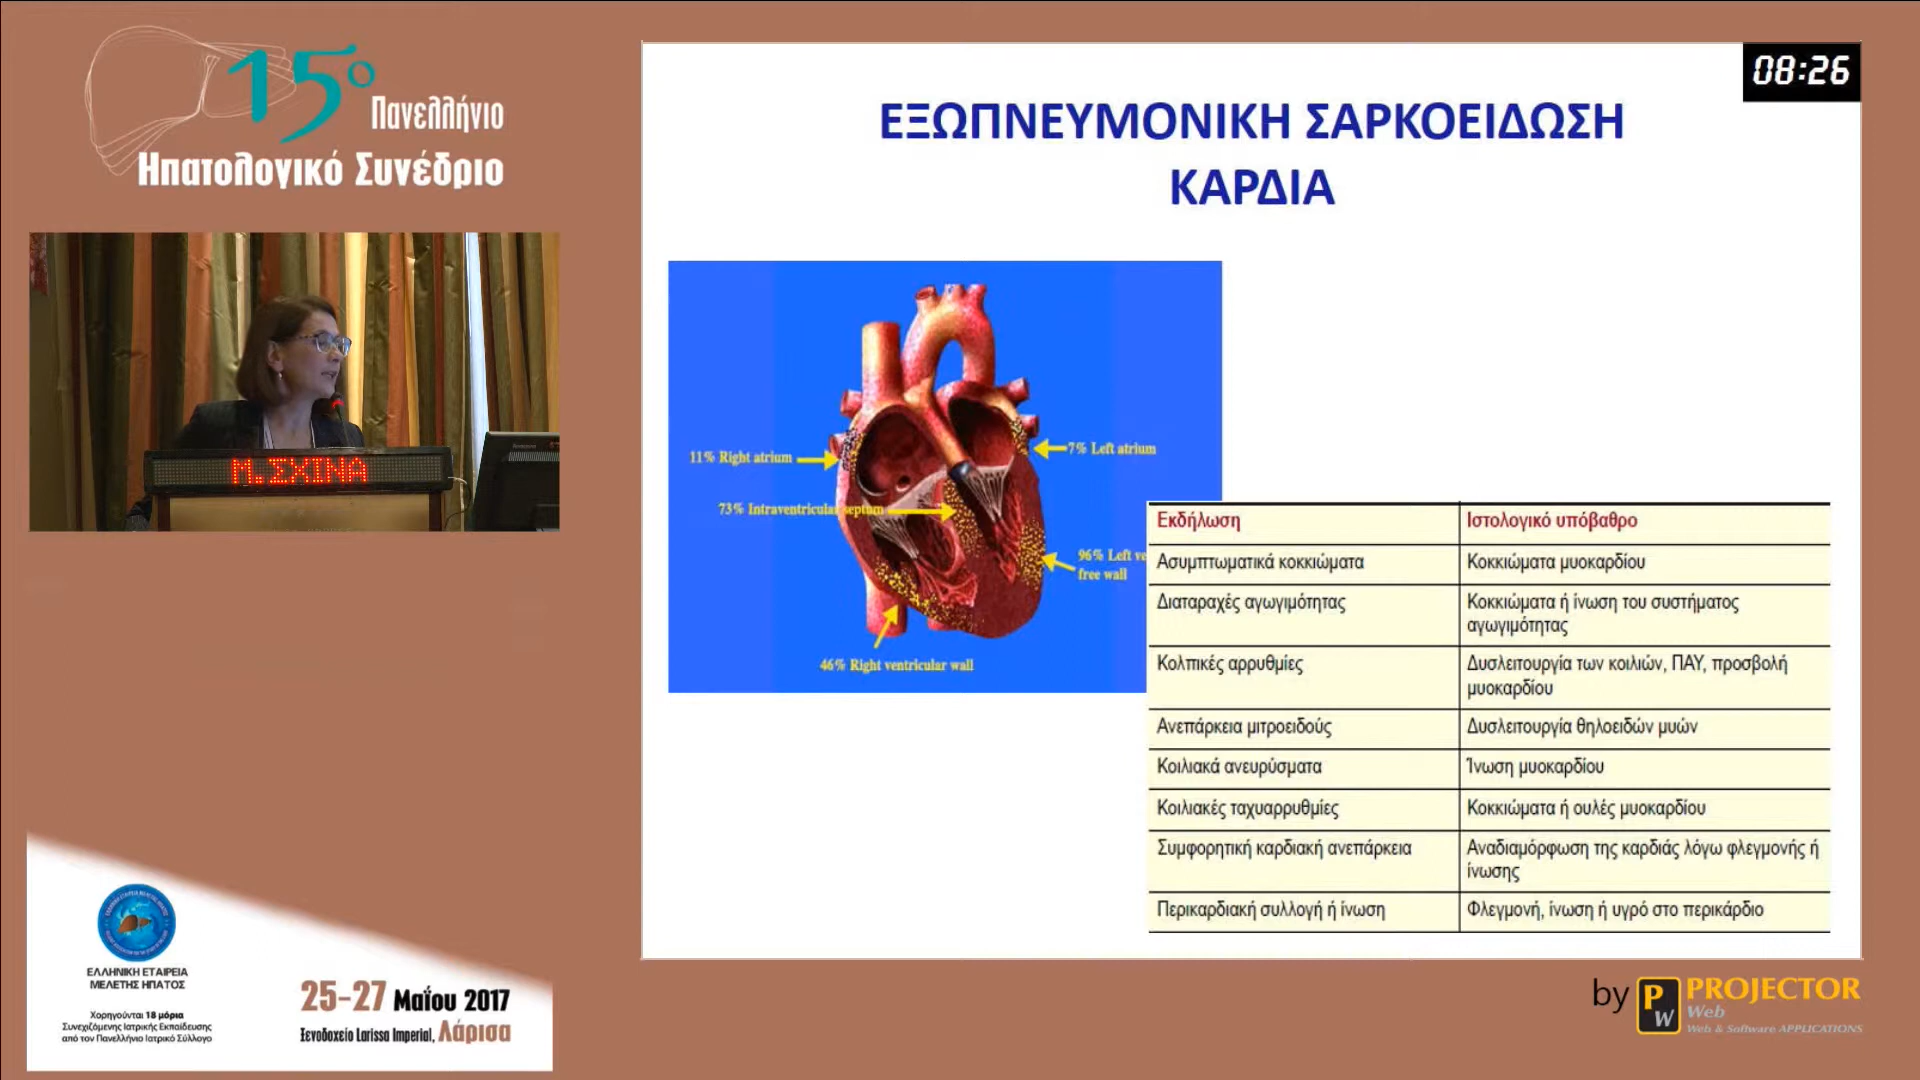 15ο
Πανελλήνιο
Ηπατολογικό Συνέδριο
Μ.ΣΧΙΝΑ
ΕΛΛΗΝΙΚΗ ΕΤΑΙΡΕΙΑ
ΜΕΛΕΤΗΣ ΗΠΑΤΟΣ
Χορηγούνται 18 μόρια
Συνεχιζόμενης Ιατρικής Εκπαίδευσης
από τον Πανελλήνιο Ιατρικό Σύλλογο
25-27 Μαΐου 2017
Ξενοδοχείο Larissa Imperial, Λάρισα
08:26
ΕΞΩΠΝΕΥΜΟΝΙΚΗ ΣΑΡΚΟΕΙΔΩΣΗ
ΚΑΡΔΙΑ
11% Right atrium
7% Left atrium
73% Intraventricular septum
96% Left ve
free wall
46% Right ventricular wall
Εκδήλωση Ιστολογικό υπόβαθρο
Ασυμπτωματικά κοκκιώματα Κοκκιώματα μυοκαρδίου
Διαταραχές αγωγιμότητας Κοκκιώματα ή ίνωση του συστήματος
αγωγιμότητας
Κολπικές αρρυθμίες Δυσλειτουργία των κοιλιών, ΠΑΥ, προσβολή
μυοκαρδίου
Ανεπάρκεια μιτροειδούς Δυσλειτουργία θηλοειδών μυών
Κοιλιακά ανευρύσματα Ίνωση μυοκαρδίου
Κοιλιακές ταχυαρρυθμίες Κοκκιώματα ή ουλές μυοκαρδίου
Συμφορητική καρδιακή ανεπάρκεια Αναδιαμόρφωση της καρδιάς λόγω φλεγμονής ή
ίνωσης
Περικαρδιακή συλλογή ή ίνωση Φλεγμονή, ίνωση ή υγρό στο περικάρδιο
by PW PROJECTOR
Web
Web & Software APPLICATIONS